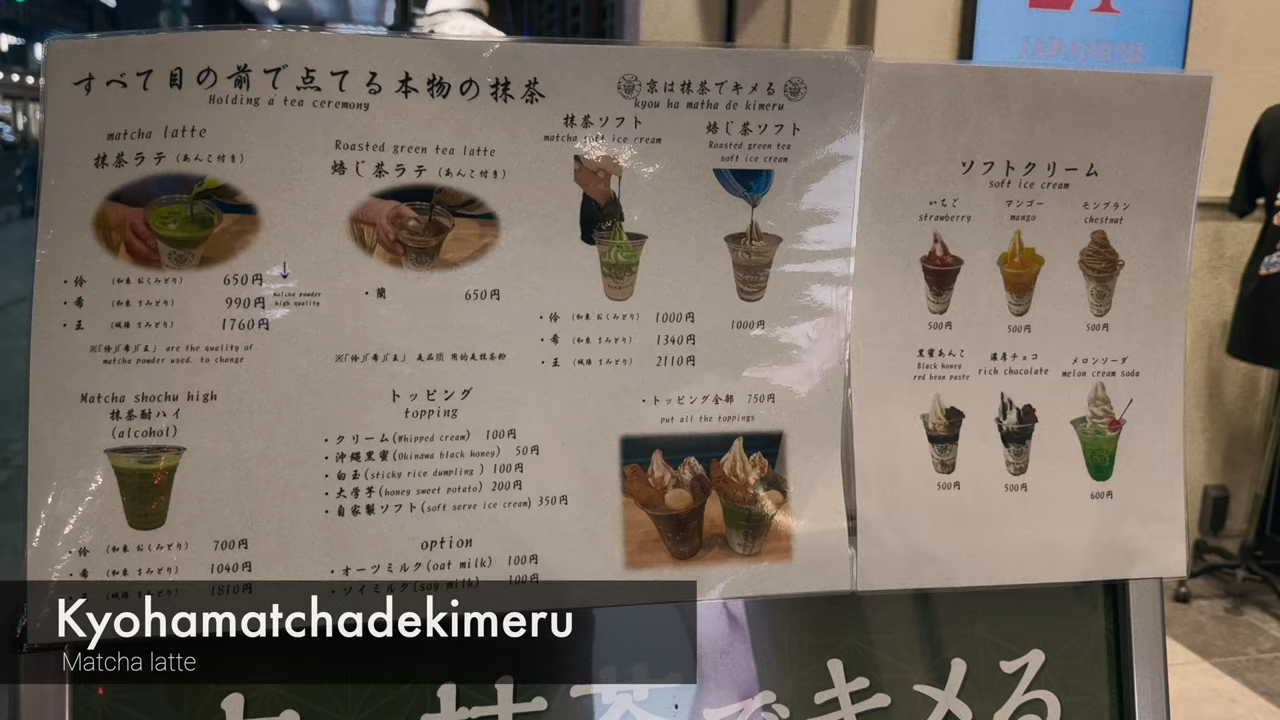 すべて目の前で点てる本物の抹茶
Holding a tea ceremony
京は抹茶でキメる
kyou ha matha de kimeru
matcha latte
抹茶ラテ (あんこ付き)
・伶 (和束 おくみどり) 650円
・希 (和束 さみどり) 990円
・王 (城陽 さみどり) 1760円
↓
matcha powder
high quality
※「伶」「希」「王」 are the quality of
matcha powder used. to change
Roasted green tea latte
焙じ茶ラテ (あんこ付き)
・蘭 650円
※「伶」「希」「王」 是品质 用的是抹茶粉
抹茶ソフト
matcha soft ice cream
・伶 (和束 おくみどり) 1000円
・希 (和束 さみどり) 1340円
・王 (城陽 さみどり) 2110円
焙じ茶ソフト
Roasted green tea
soft ice cream
1000円
Matcha shochu high
抹茶酎ハイ
(alcohol)
・伶 (和束 おくみどり) 700円
・希 (和束 さみどり) 1040円
・王 1810円
トッピング
topping
・クリーム(Whipped cream) 100円
・沖縄黒蜜(Okinawa black honey) 50円
・白玉(sticky rice dumpling ) 100円
・大学芋(honey sweet potato) 200円
・自家製ソフト(soft serve ice cream) 350円
option
・オーツミルク(oat milk) 100円
・ソイミルク(soy milk) 100円
・トッピング全部 750円
put all the toppings
JAPANESE
ソフトクリーム
soft ice cream
いちご
strawberry
500円
マンゴー
mango
500円
モンブラン
chestnut
500円
黒蜜あんこ
Black honey
red bean paste
500円
濃厚チョコ
rich chocolate
500円
メロンソーダ
melon cream soda
600円
Kyohamatchadekimeru
Matcha latte
抹茶でキメる